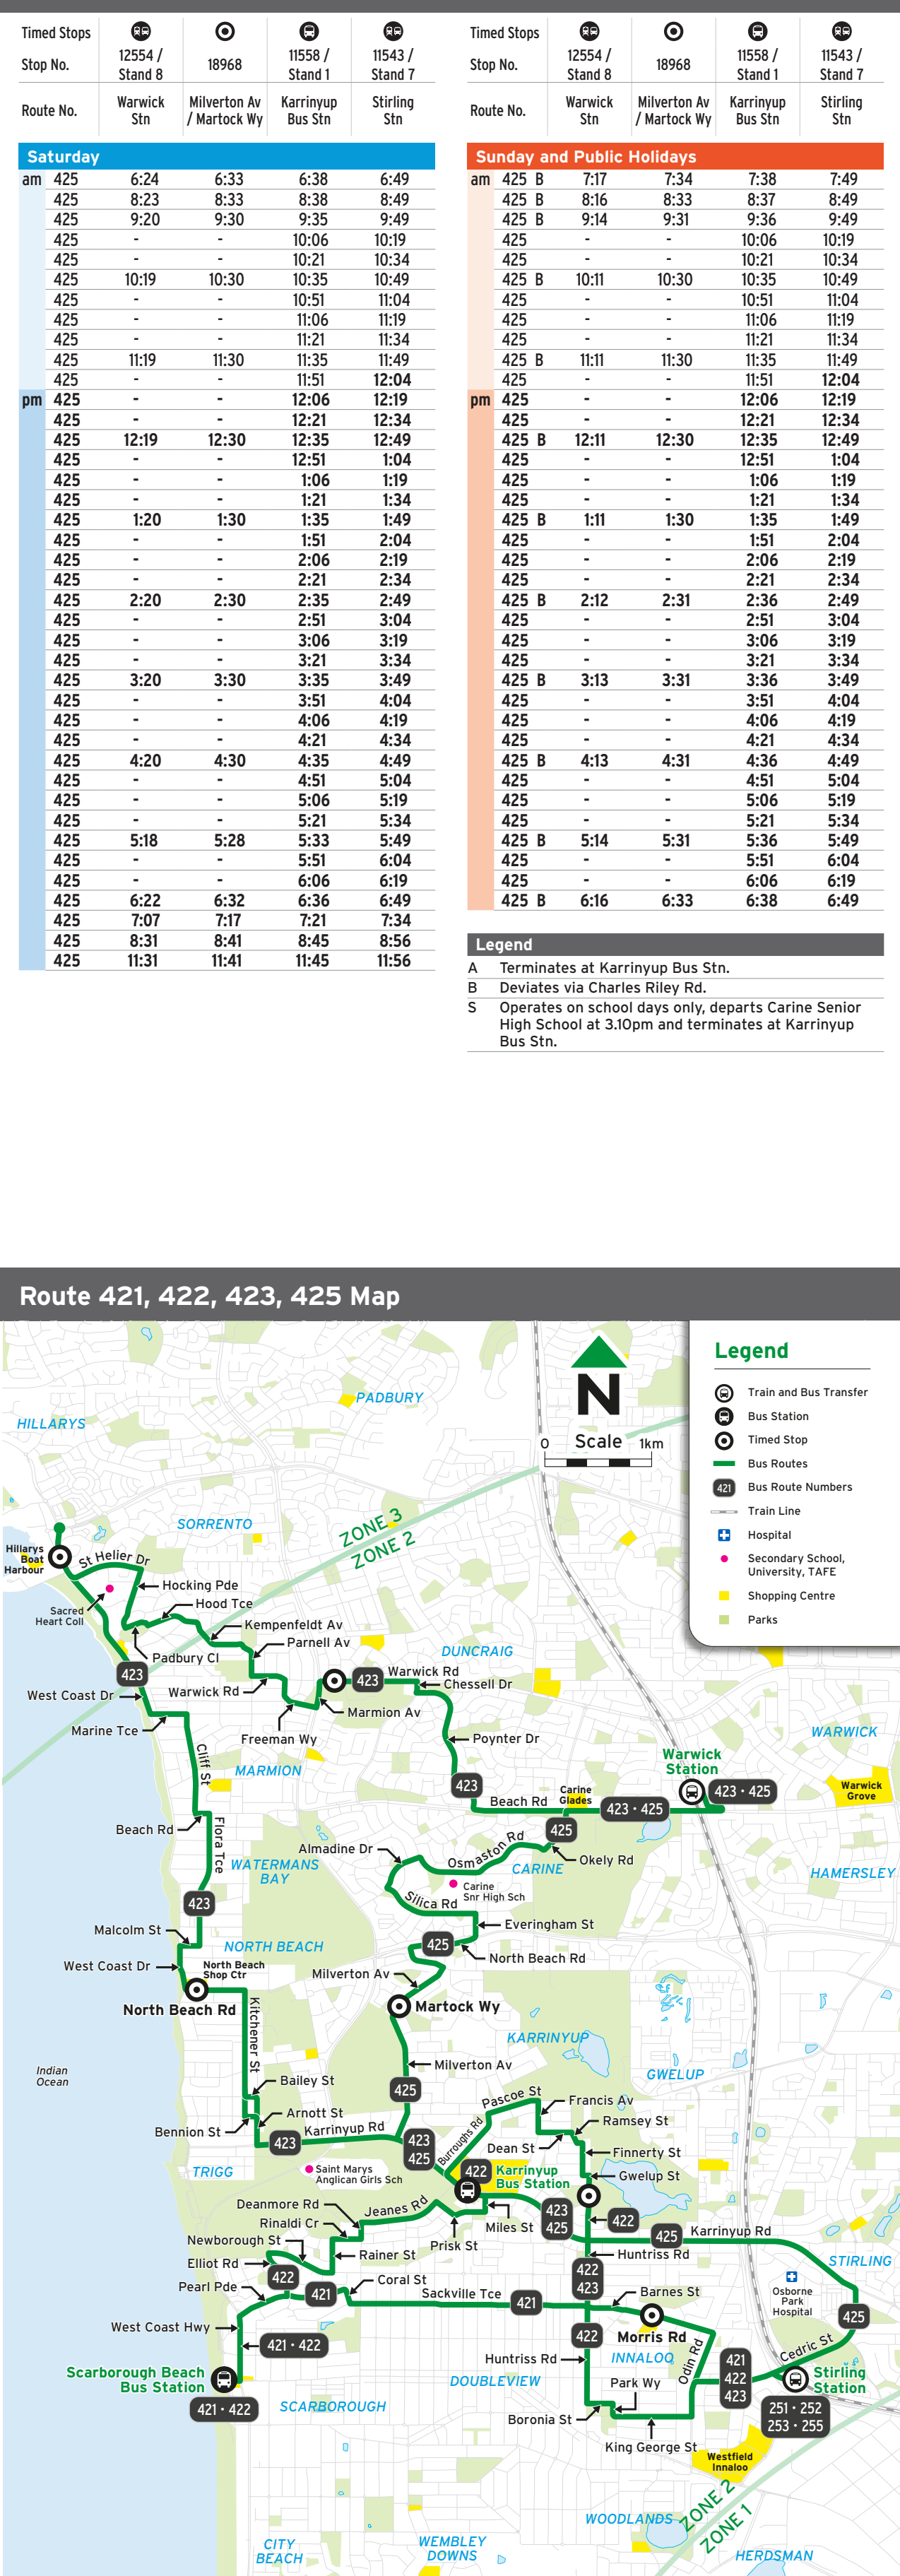 Timed Stops
Stop No. 12554 / Stand 8 18968 11558 / Stand 1 11543 / Stand 7
Route No. Warwick Stn Milverton Av / Martock Wy Karrinyup Bus Stn Stirling Stn
Saturday
am 425 6:24 6:33 6:38 6:49
425 8:23 8:33 8:38 8:49
425 9:20 9:30 9:35 9:49
425 - - 10:06 10:19
425 - - 10:21 10:34
425 10:19 10:30 10:35 10:49
425 - - 10:51 11:04
425 - - 11:06 11:19
425 - - 11:21 11:34
425 11:19 11:30 11:35 11:49
425 - - 11:51 12:04
pm 425 - - 12:06 12:19
425 - - 12:21 12:34
425 12:19 12:30 12:35 12:49
425 - - 12:51 1:04
425 - - 1:06 1:19
425 - - 1:21 1:34
425 1:20 1:30 1:35 1:49
425 - - 1:51 2:04
425 - - 2:06 2:19
425 - - 2:21 2:34
425 2:20 2:30 2:35 2:49
425 - - 2:51 3:04
425 - - 3:06 3:19
425 - - 3:21 3:34
425 3:20 3:30 3:35 3:49
425 - - 3:51 4:04
425 - - 4:06 4:19
425 - - 4:21 4:34
425 4:20 4:30 4:35 4:49
425 - - 4:51 5:04
425 - - 5:06 5:19
425 - - 5:21 5:34
425 5:18 5:28 5:33 5:49
425 - - 5:51 6:04
425 - - 6:06 6:19
425 6:22 6:32 6:36 6:49
425 7:07 7:17 7:21 7:34
425 8:31 8:41 8:45 8:56
425 11:31 11:41 11:45 11:56
Timed Stops
Stop No. 12554 / Stand 8 18968 11558 / Stand 1 11543 / Stand 7
Route No. Warwick Stn Milverton Av / Martock Wy Karrinyup Bus Stn Stirling Stn
Sunday and Public Holidays
am 425 B 7:17 7:34 7:38 7:49
425 B 8:16 8:33 8:37 8:49
425 B 9:14 9:31 9:36 9:49
425 - - 10:06 10:19
425 - - 10:21 10:34
425 B 10:11 10:30 10:35 10:49
425 - - 10:51 11:04
425 - - 11:06 11:19
425 - - 11:21 11:34
425 B 11:11 11:30 11:35 11:49
425 - - 11:51 12:04
pm 425 - - 12:06 12:19
425 - - 12:21 12:34
425 B 12:11 12:30 12:35 12:49
425 - - 12:51 1:04
425 - - 1:06 1:19
425 - - 1:21 1:34
425 B 1:11 1:30 1:35 1:49
425 - - 1:51 2:04
425 - - 2:06 2:19
425 - - 2:21 2:34
425 B 2:12 2:31 2:36 2:49
425 - - 2:51 3:04
425 - - 3:06 3:19
425 - - 3:21 3:34
425 B 3:13 3:31 3:36 3:49
425 - - 3:51 4:04
425 - - 4:06 4:19
425 - - 4:21 4:34
425 B 4:13 4:31 4:36 4:49
425 - - 4:51 5:04
425 - - 5:06 5:19
425 - - 5:21 5:34
425 B 5:14 5:31 5:36 5:49
425 - - 5:51 6:04
425 - - 6:06 6:19
425 B 6:16 6:33 6:38 6:49
Legend
A Terminates at Karrinyup Bus Stn.
B Deviates via Charles Riley Rd.
S Operates on school days only, departs Carine Senior
High School at 3.10pm and terminates at Karrinyup
Bus Stn.
Route 421, 422, 423, 425 Map
Legend
Train and Bus Transfer
Bus Station
Timed Stop
Bus Routes
421 Bus Route Numbers
Train Line
Hospital
Secondary School,
University, TAFE
Shopping Centre
Parks
N
0 Scale 1km
PADBURY
HILLARYS
SORRENTO
ZONE 3
ZONE 2
Hillarys
Boat
Harbour
St Helier Dr
Hocking Pde
Sacred
Heart Coll
Hood Tce
Kempenfeldt Av
Parnell Av
DUNCRAIG
Padbury Cl
423
Warwick Rd
423
Warwick Rd
Chessell Dr
West Coast Dr
Marmion Av
Marine Tce
Freeman Wy
Poynter Dr
WARWICK
Cliff St
MARMION
Warwick
Station
423
423 • 425
Warwick
Grove
Beach Rd
Carine
Glades
423 • 425
Beach Rd
Flora Tce
425
Almadine Dr
Osmaston Rd
Okely Rd
WATERMANS
BAY
CARINE
HAMERSLEY
Carine
Snr High Sch
Silica Rd
423
Everingham St
Malcolm St
425
NORTH BEACH
North Beach Rd
West Coast Dr
North Beach
Shop Ctr
Milverton Av
North Beach Rd
Martock Wy
Kitchener St
KARRINYUP
Indian
Ocean
Milverton Av
GWELUP
Bailey St
425
Pascoe St
Francis Av
Arnott St
Bennion St
Karrinyup Rd
Ramsey St
423
423
425
Burroughs Rd
Dean St
Finnerty St
TRIGG
Saint Marys
Anglican Girls Sch
422
Karrinyup
Bus Station
Gwelup St
Deanmore Rd
Jeanes Rd
Rinaldi Cr
423
425
422
Miles St
425
Karrinyup Rd
Newborough St
Prisk St
Rainer St
Huntriss Rd
STIRLING
Elliot Rd
422
422
423
Osborne
Park
Hospital
Pearl Pde
421
Coral St
Sackville Tce
421
Barnes St
425
West Coast Hwy
422
Morris Rd
421 • 422
Cedric St
Huntriss Rd
INNALOO
Odin Rd
421
422
423
Scarborough Beach
Bus Station
DOUBLEVIEW
Park Wy
Stirling
Station
421 • 422
SCARBOROUGH
Boronia St
251 • 252
253 • 255
King George St
Westfield
Innaloo
ZONE 2
ZONE 1
WOODLANDS
CITY
BEACH
WEMBLEY
DOWNS
HERDSMAN